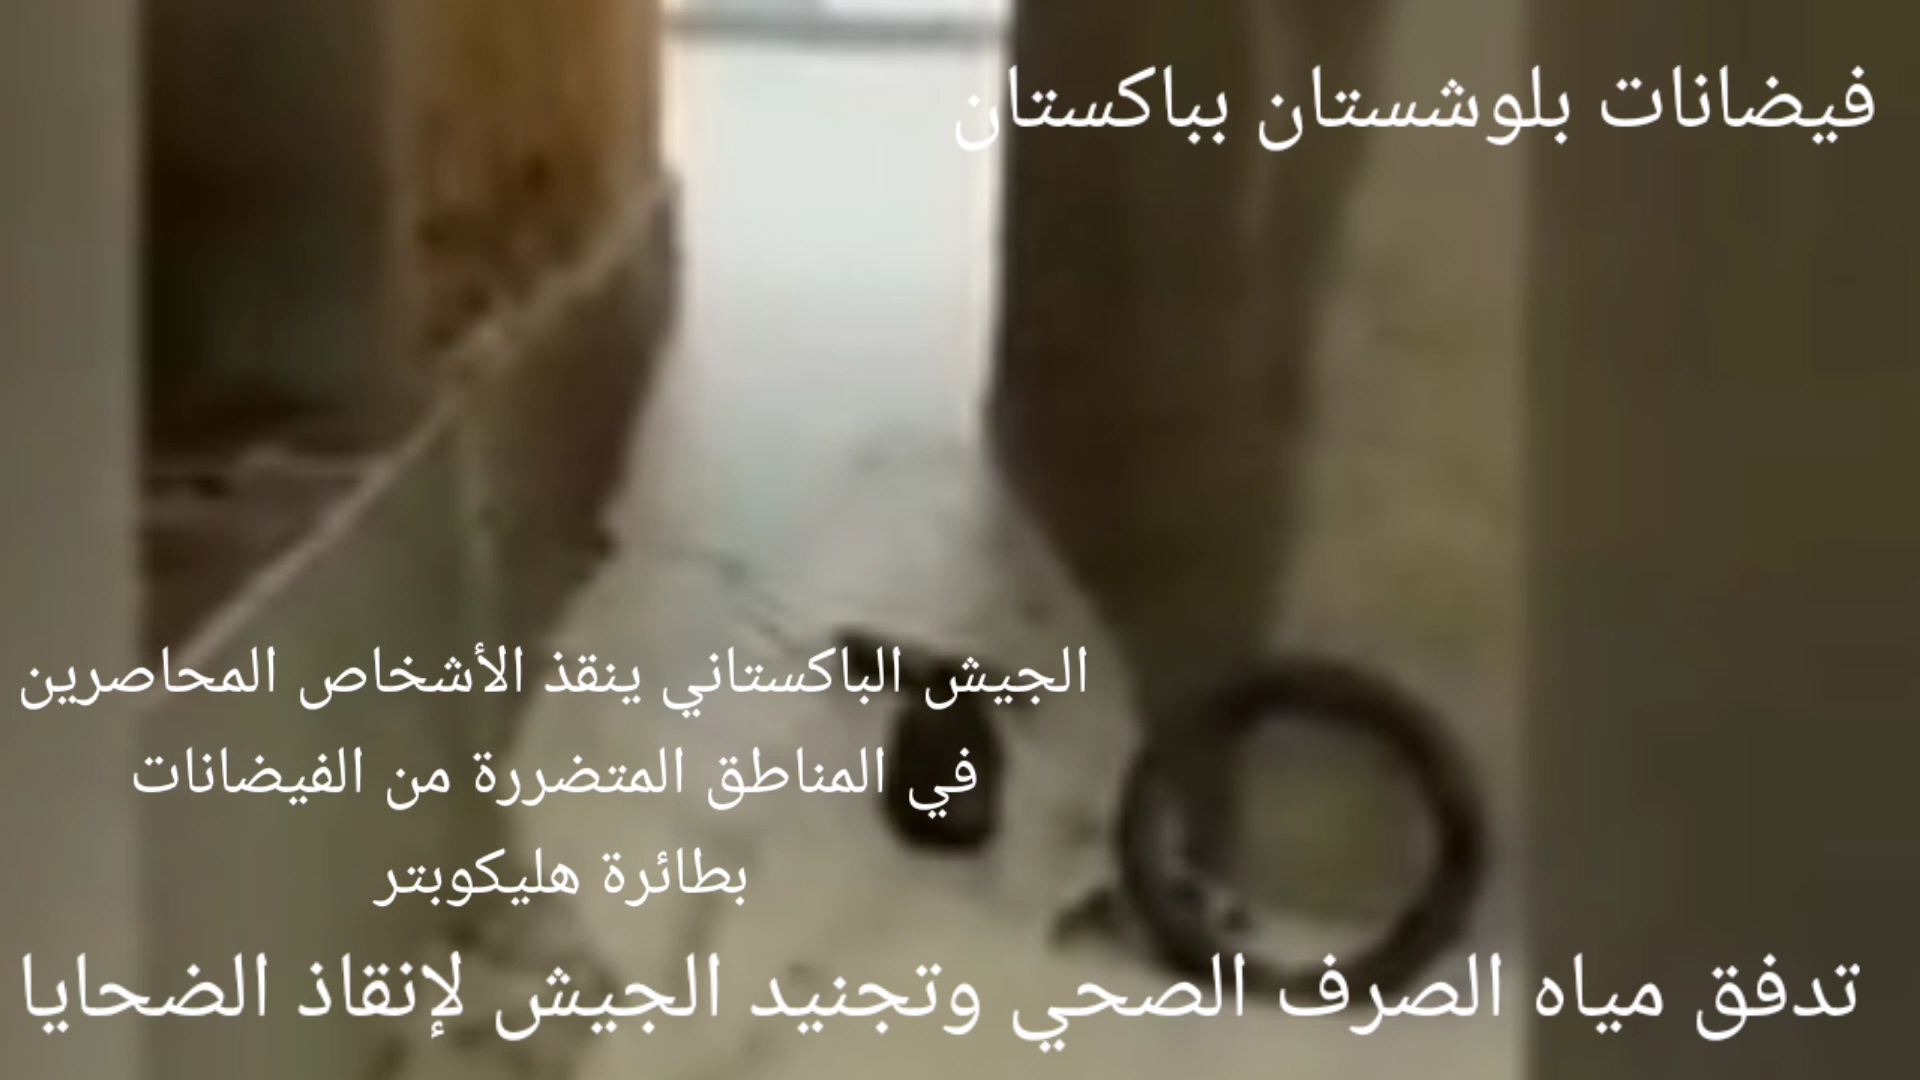 فيضانات بلوشستان بباكستان
الجيش الباكستاني ينقذ الأشخاص المحاصرين
في المناطق المتضررة من الفيضانات
بطائرة هليكوبتر
تدفق مياه الصرف الصحي وتجنيد الجيش لإنقاذ الضحايا